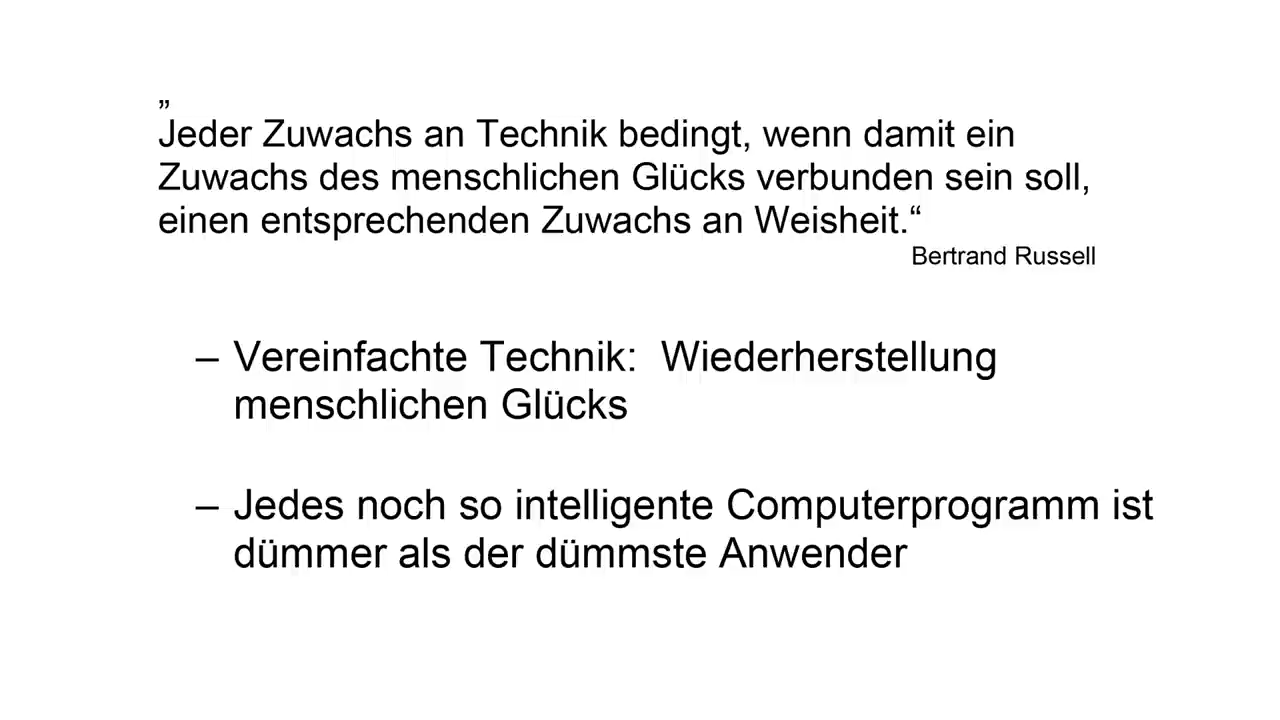 „
Jeder Zuwachs an Technik bedingt, wenn damit ein
Zuwachs des menschlichen Glücks verbunden sein soll,
einen entsprechenden Zuwachs an Weisheit.“
Bertrand Russell
– Vereinfachte Technik: Wiederherstellung
menschlichen Glücks
– Jedes noch so intelligente Computerprogramm ist
dümmer als der dümmste Anwender